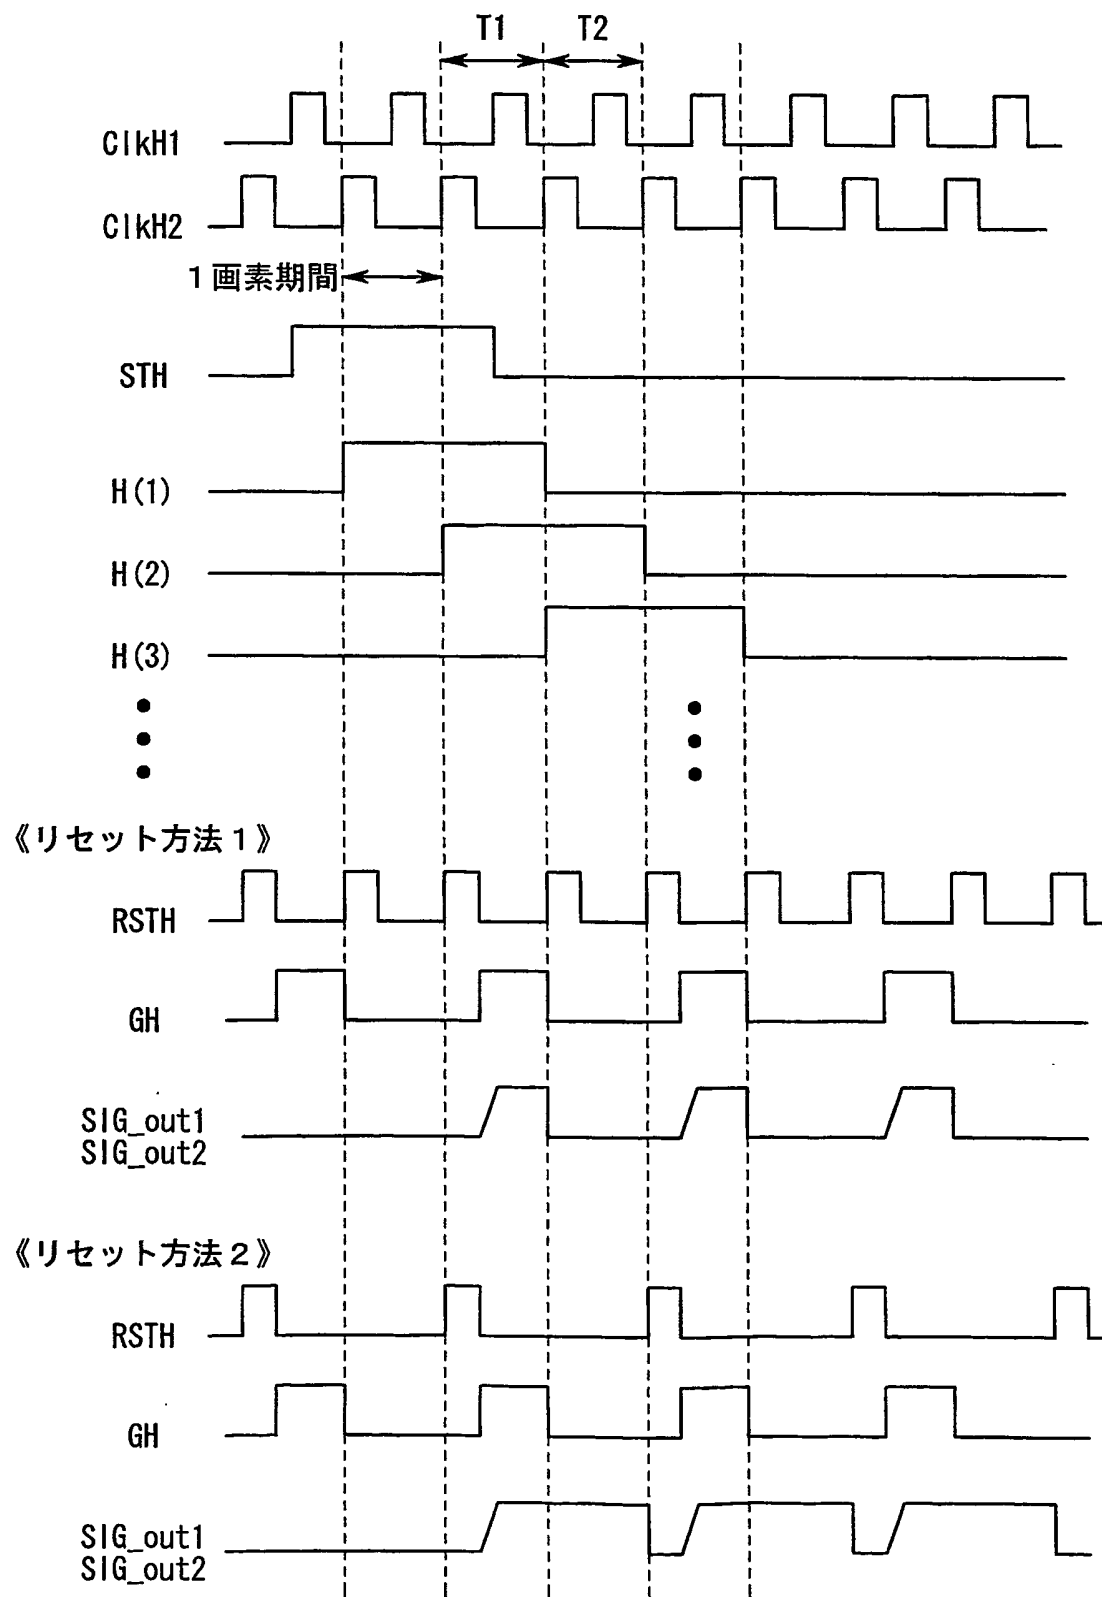 T1 T2
ClkH1
ClkH2
1画素期間
STH
H(1)
H(2)
H(3)
《リセット方法1》
RSTH
GH
SIG_out1
SIG_out2
《リセット方法2》
RSTH
GH
SIG_out1
SIG_out2